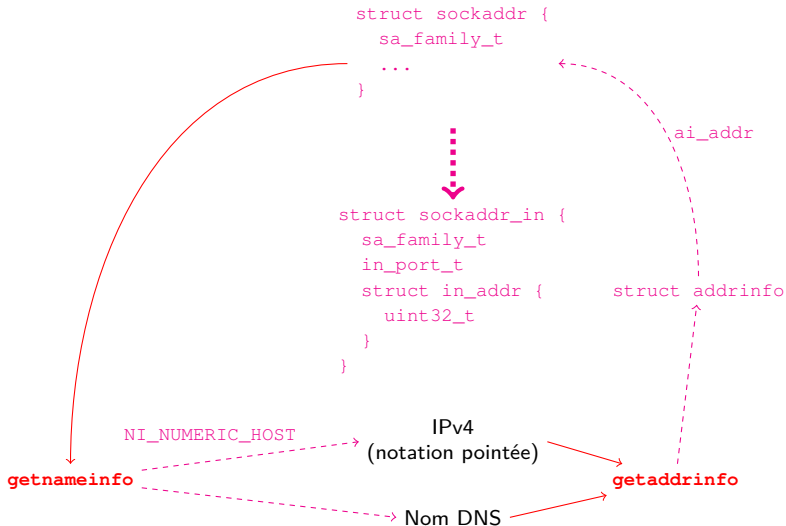 struct sockaddr {
sa_family_t
...
}
ai_addr
struct sockaddr_in {
sa_family_t
in_port_t
struct in_addr {
uint32_t
}
}
struct addrinfo
NI_NUMERIC_HOST
IPv4
(notation pointée)
getnameinfo
getaddrinfo
Nom DNS